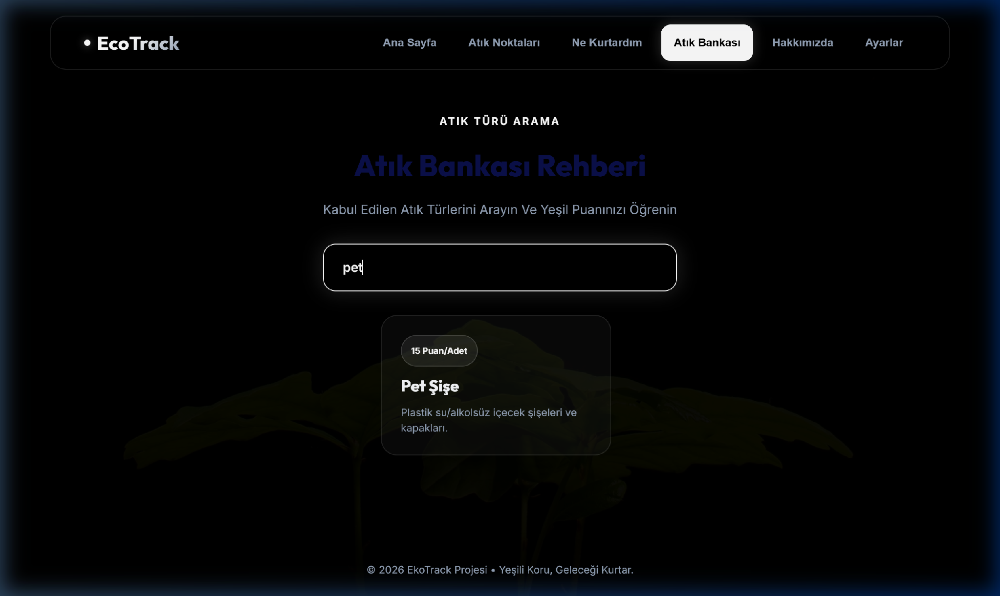 EcoTrack
Ana Sayfa
Atık Noktaları
Ne Kurtardım
Atık Bankası
Hakkımızda
Ayarlar
ATIK TÜRÜ ARAMA
Atık Bankası Rehberi
Kabul Edilen Atık Türlerini Arayın Ve Yeşil Puanınızı Öğrenin
pet
15 Puan/Adet
Pet Şişe
Plastik su/alkolsüz içecek şişeleri ve
kapakları.
© 2026 EkoTrack Projesi • Yeşili Koru, Geleceği Kurtar.